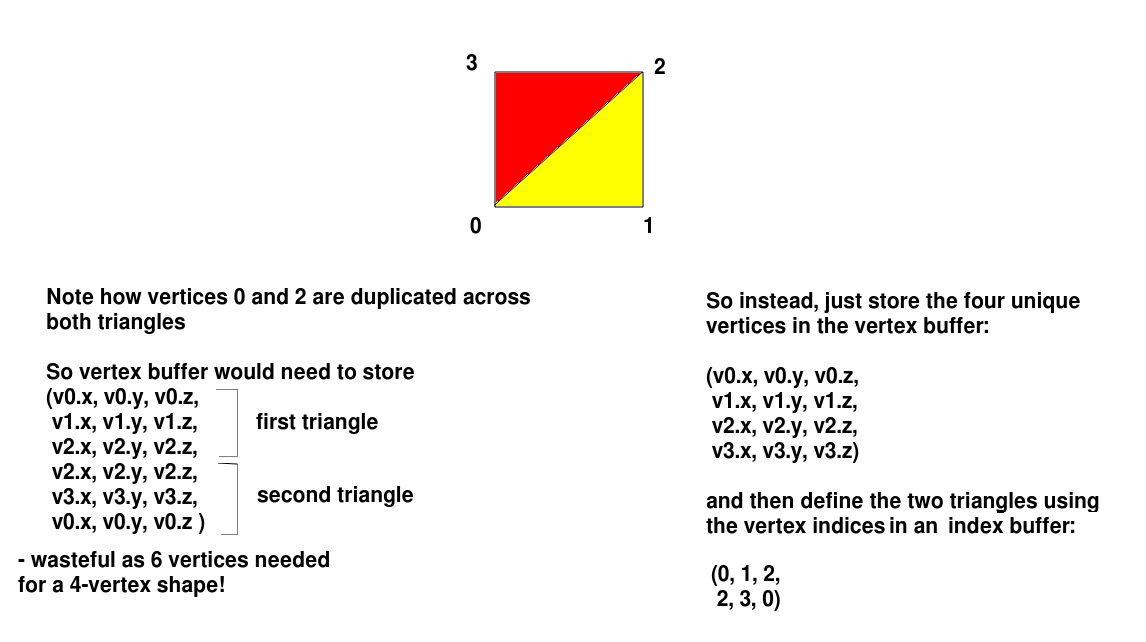 3
2
0
1
Note how vertices 0 and 2 are duplicated across
both triangles
So vertex buffer would need to store
(v0.x, v0.y, v0.z,
v1.x, v1.y, v1.z,
first triangle
v2.x, v2.y, v2.z,
v2.x, v2.y, v2.z,
v3.x, v3.y, v3.z,
second triangle
v0.x, v0.y, v0.z )
- wasteful as 6 vertices needed
for a 4-vertex shape!
So instead, just store the four unique
vertices in the vertex buffer:
(v0.x, v0.y, v0.z,
v1.x, v1.y, v1.z,
v2.x, v2.y, v2.z,
v3.x, v3.y, v3.z)
and then define the two triangles using
the vertex indices in an index buffer:
(0, 1, 2,
2, 3, 0)